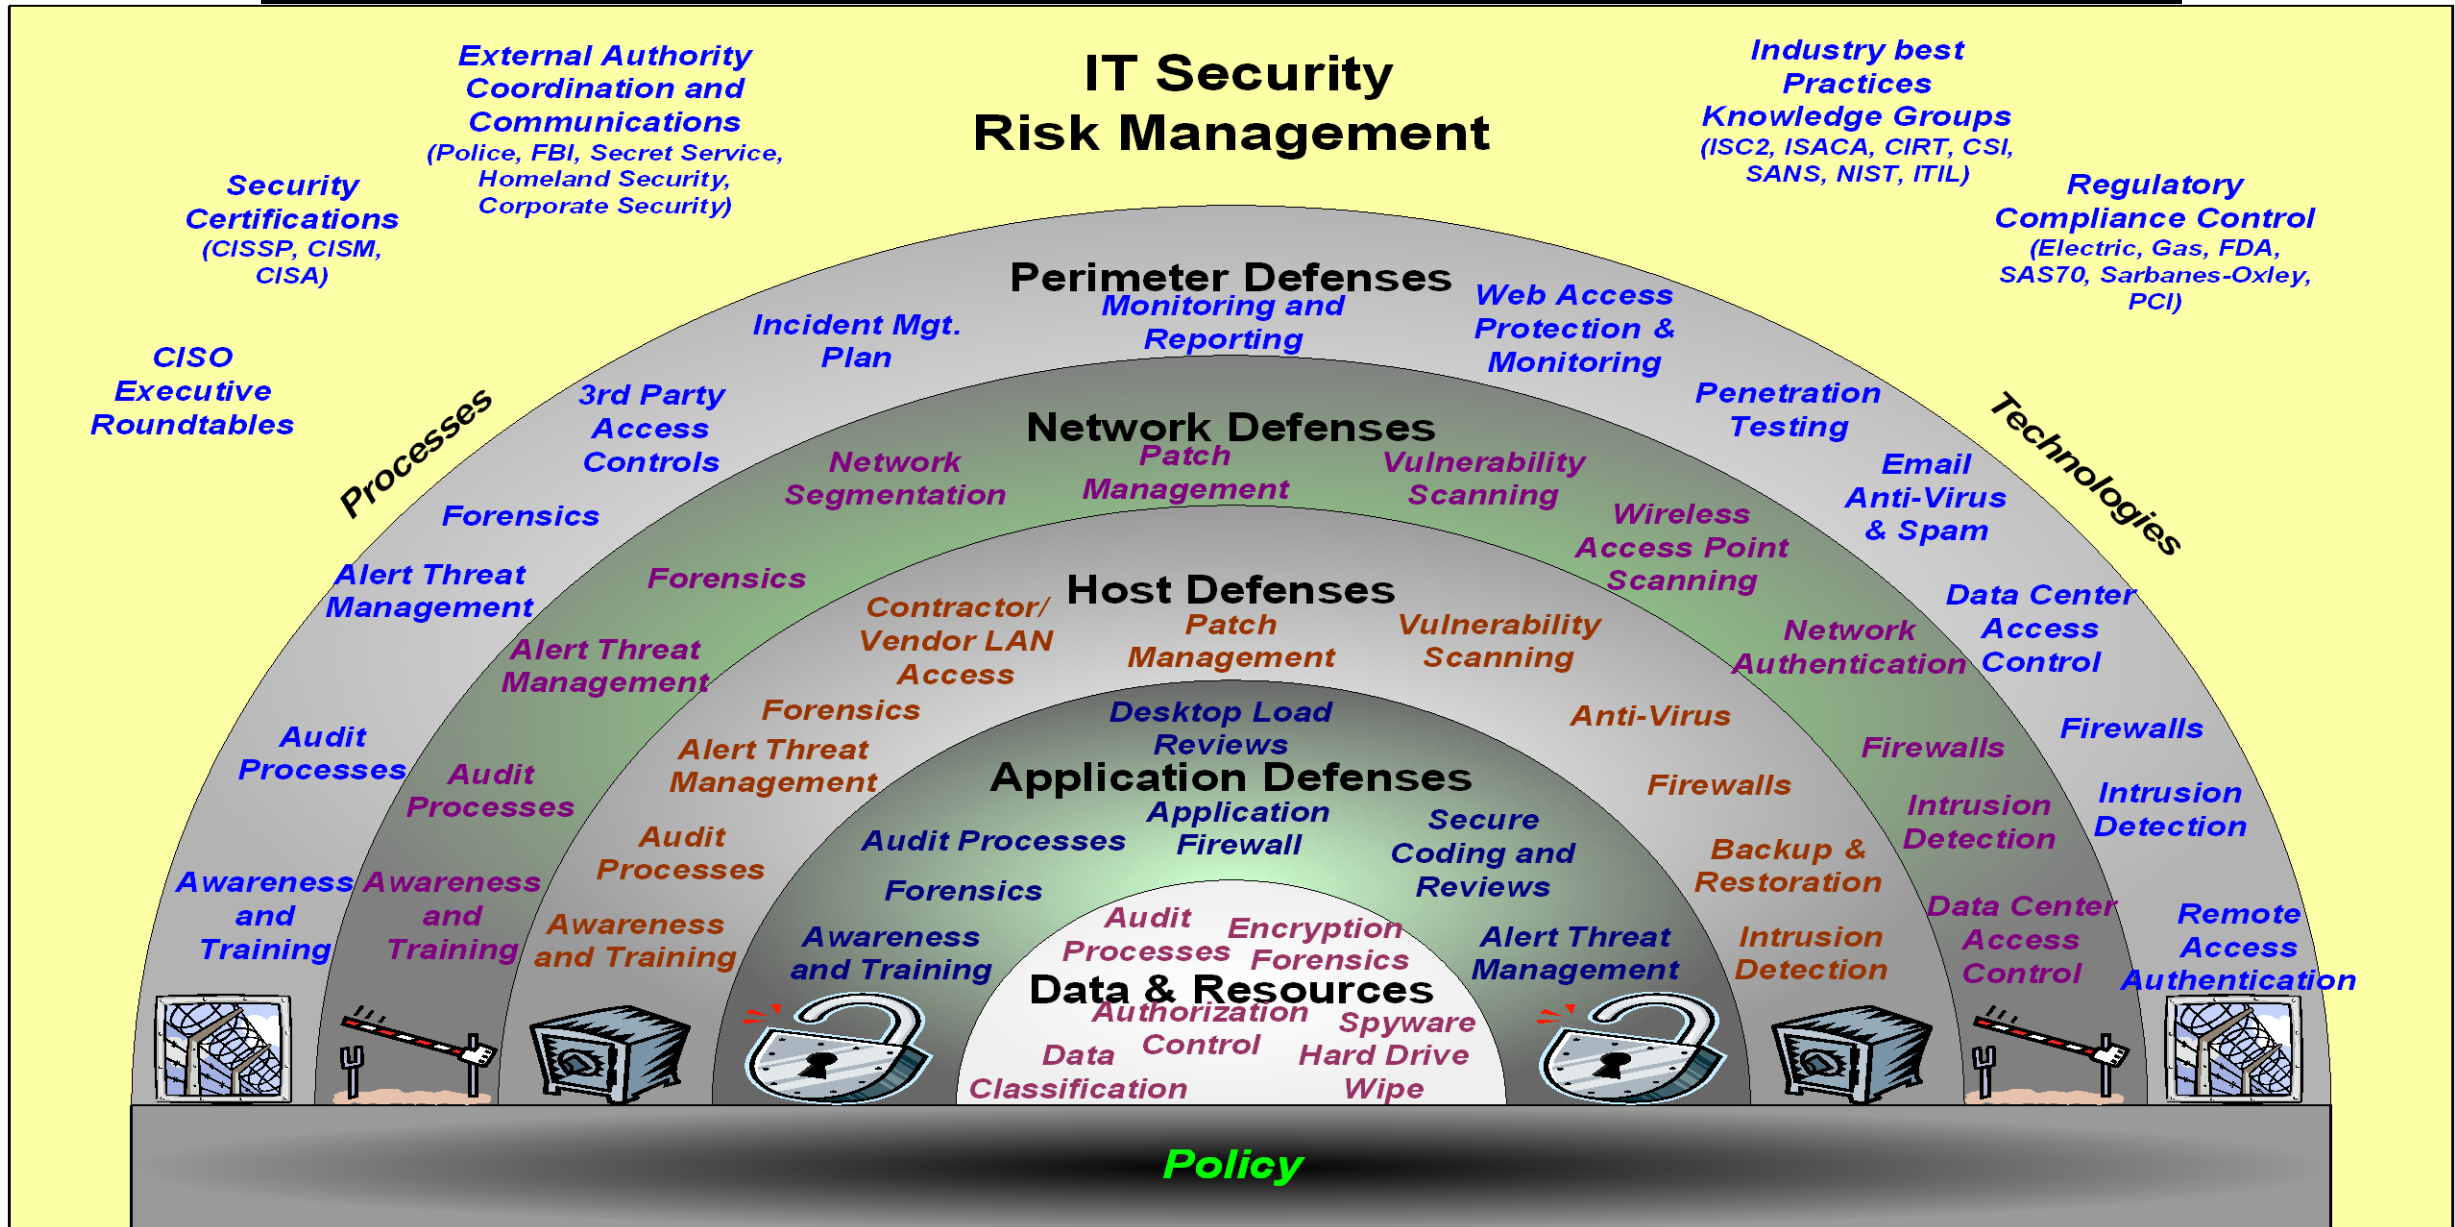 IT Security
Risk Management
External Authority
Coordination and
Communications
(Police, FBI, Secret Service,
Homeland Security,
Corporate Security)
Industry best
Practices
Knowledge Groups
(ISC2, ISACA, CIRT, CSI,
SANS, NIST, ITIL)
Security
Certifications
(CISSP, CISM,
CISA)
Regulatory
Compliance Control
(Electric, Gas, FDA,
SAS70, Sarbanes-Oxley,
PCI)
CISO
Executive
Roundtables
Processes
Technologies
Perimeter Defenses
Monitoring and
Reporting
Incident Mgt.
Plan
3rd Party
Access
Controls
Forensics
Alert Threat
Management
Audit
Processes
Awareness
and
Training
Web Access
Protection &
Monitoring
Penetration
Testing
Email
Anti-Virus
& Spam
Data Center
Access
Control
Firewalls
Intrusion
Detection
Remote
Access
Authentication
Network Defenses
Patch
Management
Network
Segmentation
Forensics
Alert Threat
Management
Audit
Processes
Awareness
and
Training
Vulnerability
Scanning
Wireless
Access Point
Scanning
Network
Authentication
Firewalls
Intrusion
Detection
Data Center
Access
Control
Host Defenses
Patch
Management
Contractor/
Vendor LAN
Access
Forensics
Alert Threat
Management
Audit
Processes
Awareness
and Training
Vulnerability
Scanning
Anti-Virus
Firewalls
Backup &
Restoration
Intrusion
Detection
Desktop Load
Reviews
Application Defenses
Application
Firewall
Audit Processes
Forensics
Awareness
and Training
Secure
Coding and
Reviews
Alert Threat
Management
Audit
Processes
Encryption
Forensics
Data & Resources
Authorization
Control
Data
Classification
Spyware
Hard Drive
Wipe
Policy